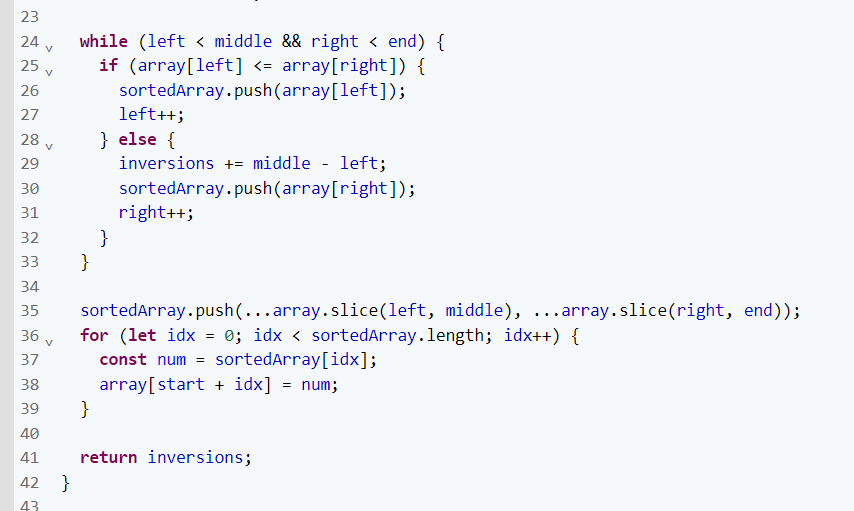 23
24 while (left < middle && right < end) {
25 if (array[left] <= array[right]) {
26 sortedArray.push(array[left]);
27 left++;
28 } else {
29 inversions += middle - left;
30 sortedArray.push(array[right]);
31 right++;
32 }
33 }
34
35 sortedArray.push(...array.slice(left, middle), ...array.slice(right, end));
36 for (let idx = 0; idx < sortedArray.length; idx++) {
37 const num = sortedArray[idx];
38 array[start + idx] = num;
39 }
40
41 return inversions;
42 }
43